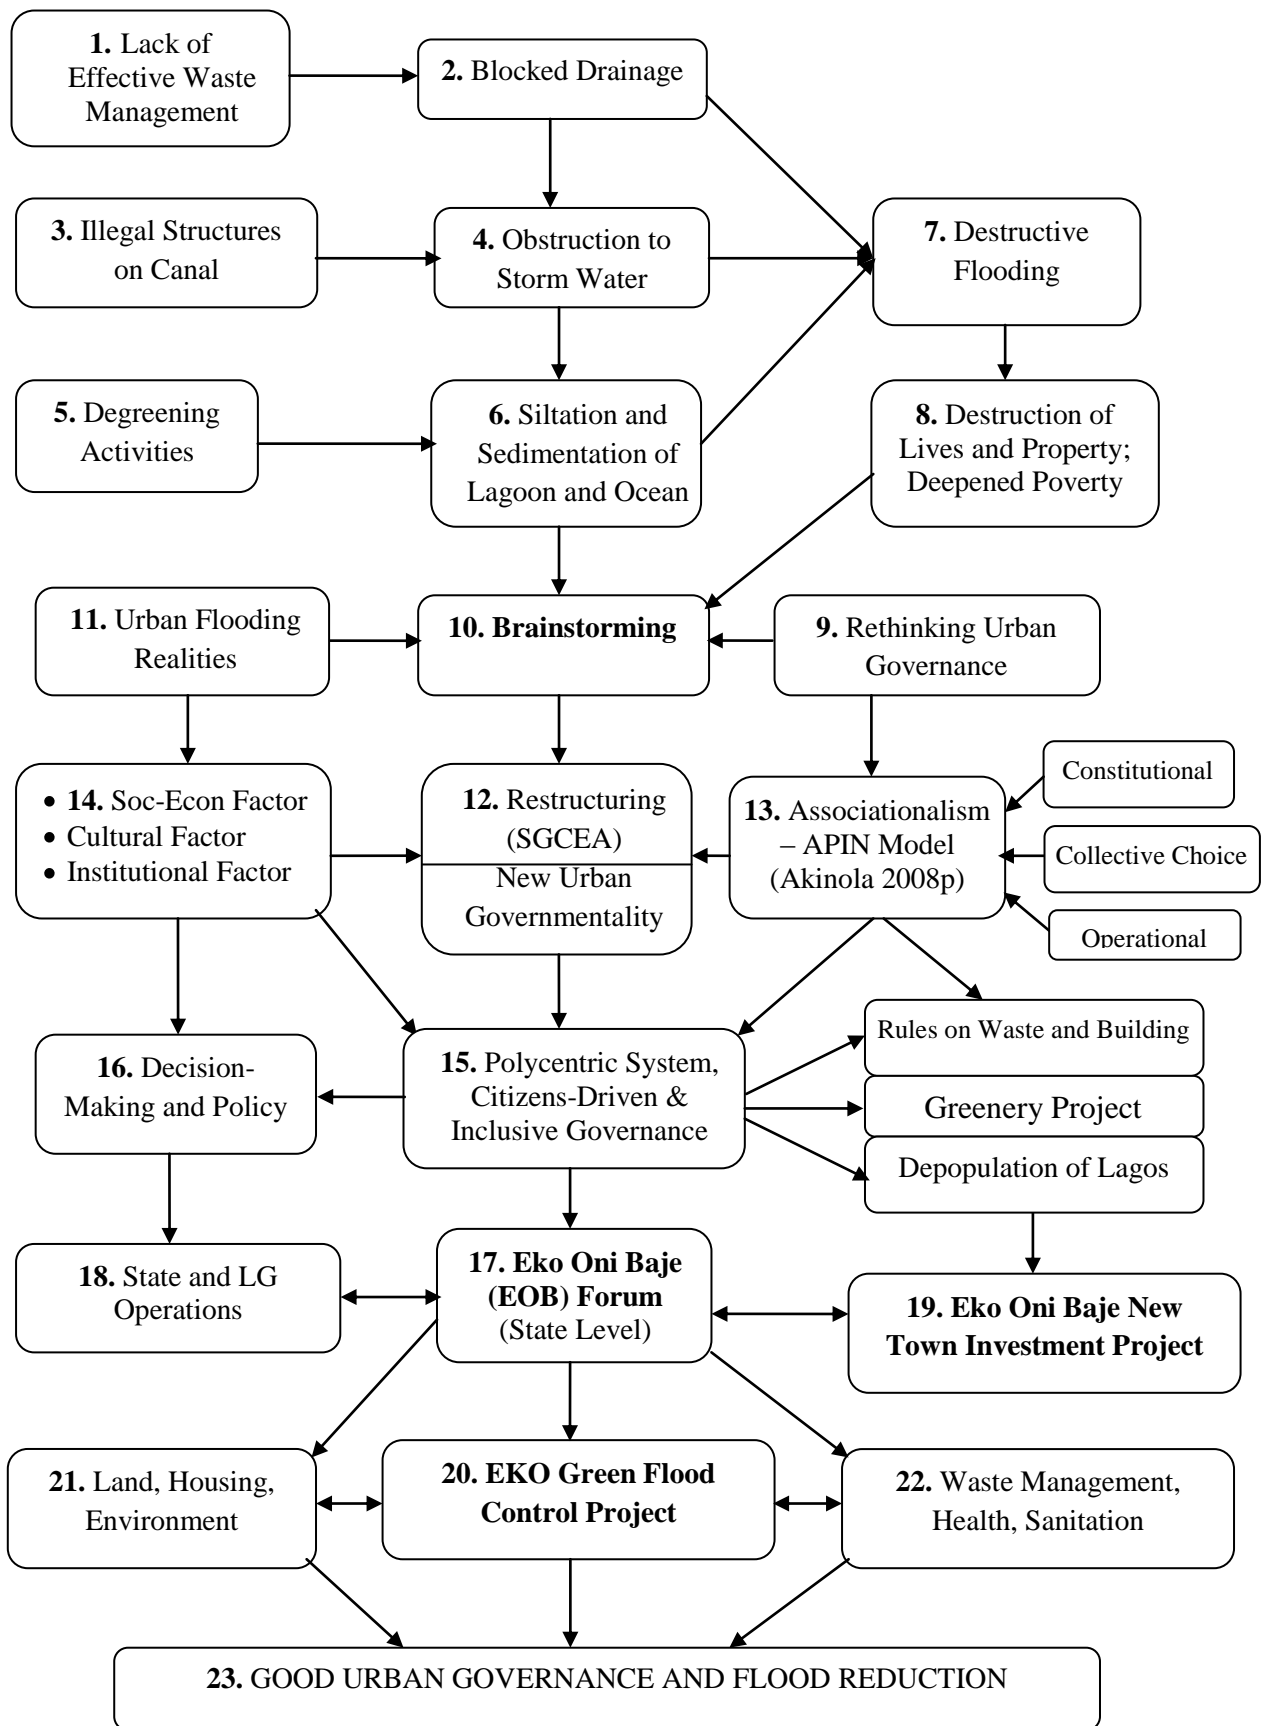 1. Lack of
Effective Waste
Management
2. Blocked Drainage
3. Illegal Structures
on Canal
4. Obstruction to
Storm Water
7. Destructive
Flooding
5. Degreening
Activities
6. Siltation and
Sedimentation of
Lagoon and Ocean
8. Destruction of
Lives and Property;
Deepened Poverty
11. Urban Flooding
Realities
10. Brainstorming
9. Rethinking Urban
Governance
• 14. Soc-Econ Factor
• Cultural Factor
• Institutional Factor
12. Restructuring
(SGCEA)
New Urban
Governmentality
13. Associationalism
– APIN Model
(Akinola 2008p)
Constitutional
Collective Choice
Operational
16. Decision-
Making and Policy
15. Polycentric System,
Citizens-Driven &
Inclusive Governance
Rules on Waste and Building
Greenery Project
Depopulation of Lagos
18. State and LG
Operations
17. Eko Oni Baje
(EOB) Forum
(State Level)
19. Eko Oni Baje New
Town Investment Project
21. Land, Housing,
Environment
20. EKO Green Flood
Control Project
22. Waste Management,
Health, Sanitation
23. GOOD URBAN GOVERNANCE AND FLOOD REDUCTION